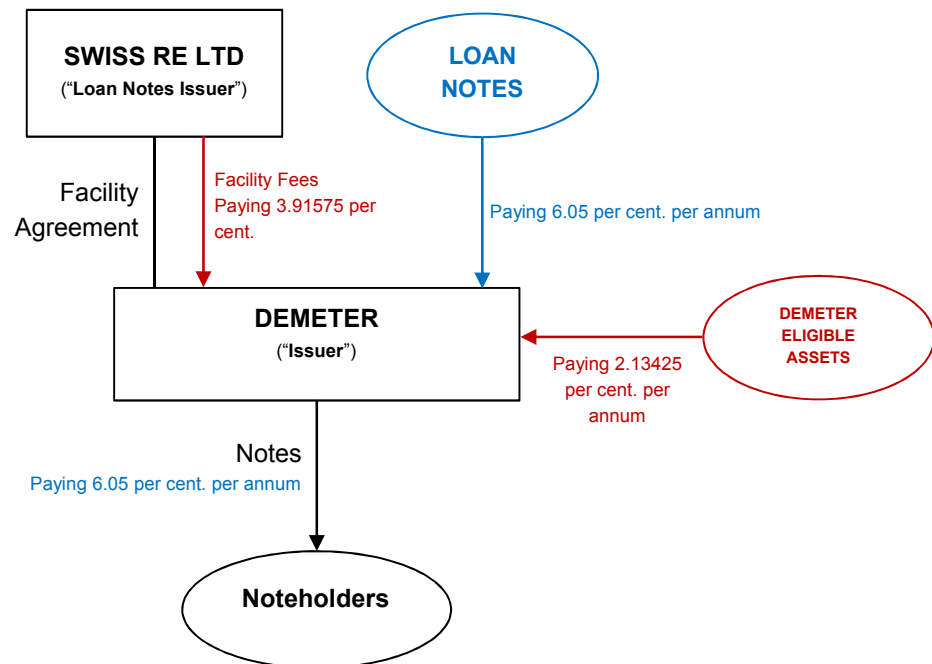 SWISS RE LTD
(“Loan Notes Issuer”)
LOAN
NOTES
Facility
Agreement
Facility Fees
Paying 3.91575 per
cent.
Paying 6.05 per cent. per annum
DEMETER
(“Issuer”)
DEMETER
ELIGIBLE
ASSETS
Paying 2.13425
per cent. per
annum
Notes
Paying 6.05 per cent. per annum
Noteholders